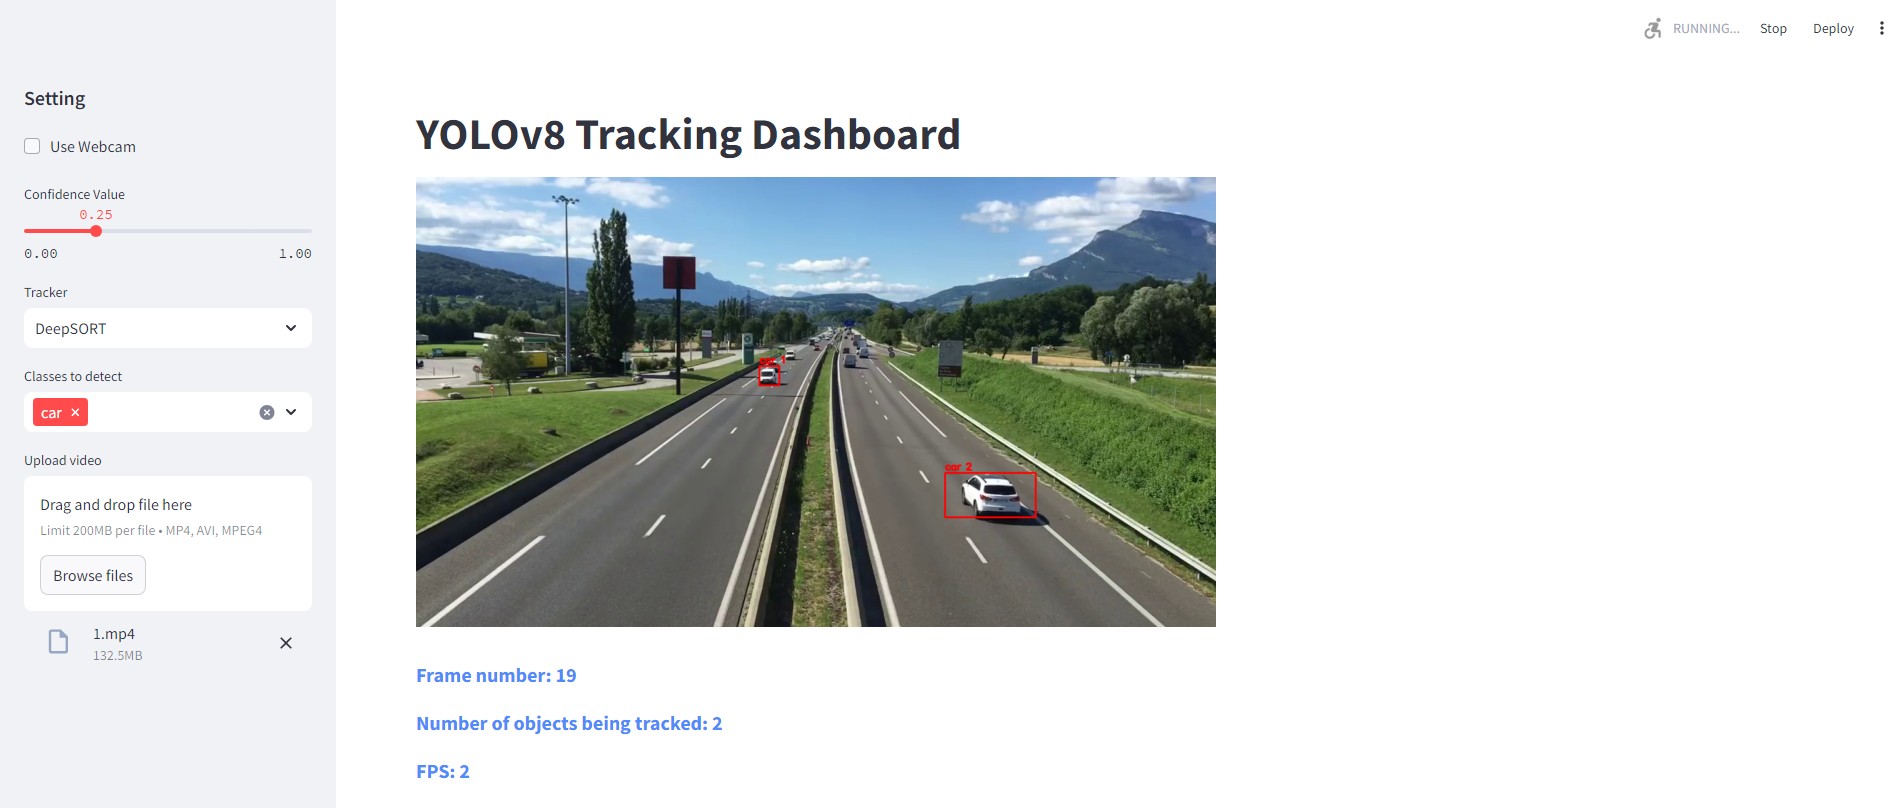 RUNNING...
Stop
Deploy
Setting
Use Webcam
Confidence Value
0.25
0.00
1.00
Tracker
DeepSORT
Classes to detect
car
Upload video
Drag and drop file here
Limit 200MB per file • MP4, AVI, MPEG4
Browse files
1.mp4
132.5MB
YOLOv8 Tracking Dashboard
car 1
car 2
Frame number: 19
Number of objects being tracked: 2
FPS: 2